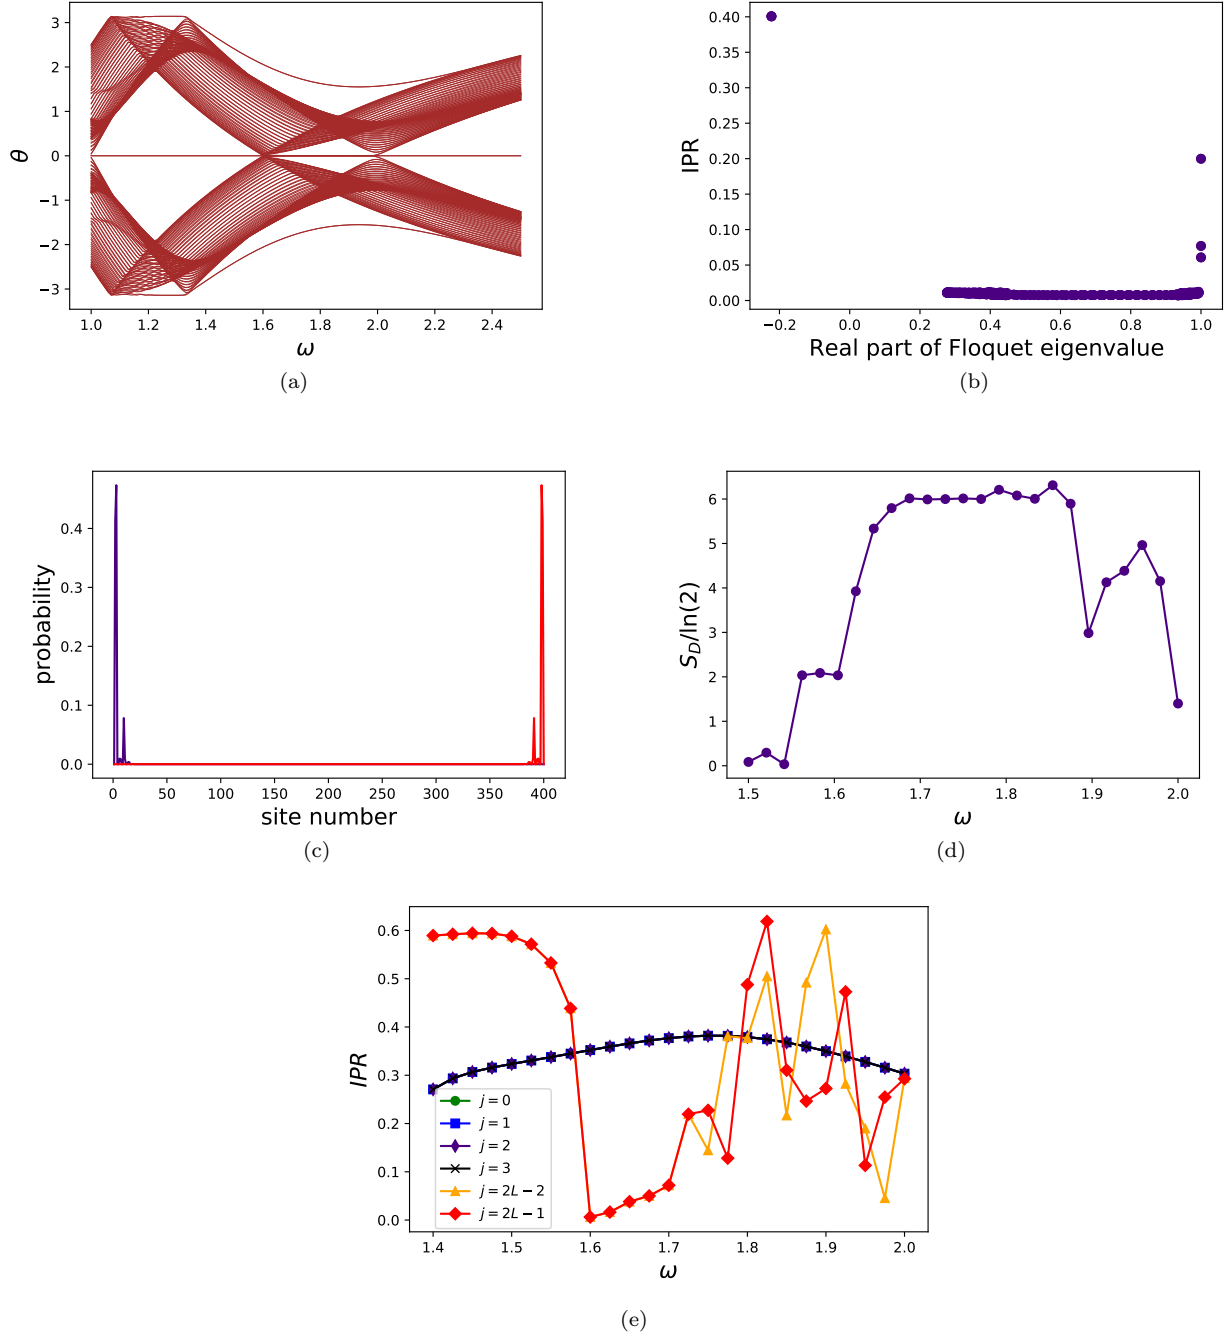 3
2
1
0
−1
−2
−3
θ
1.0 1.2 1.4 1.6 1.8 2.0 2.2 2.4
ω
(a)
0.40
0.35
0.30
0.25
0.20
0.15
0.10
0.05
0.00
IPR
−0.2 0.0 0.2 0.4 0.6 0.8 1.0
Real part of Floquet eigenvalue
(b)
0.4
0.3
0.2
0.1
0.0
probability
0 50 100 150 200 250 300 350 400
site number
(c)
6
5
4
3
2
1
0
S_D/ln(2)
1.5 1.6 1.7 1.8 1.9 2.0
ω
(d)
0.6
0.5
0.4
0.3
0.2
0.1
0.0
IPR
j = 0
j = 1
j = 2
j = 3
j = 2L − 2
j = 2L − 1
1.4 1.5 1.6 1.7 1.8 1.9 2.0
ω
(e)